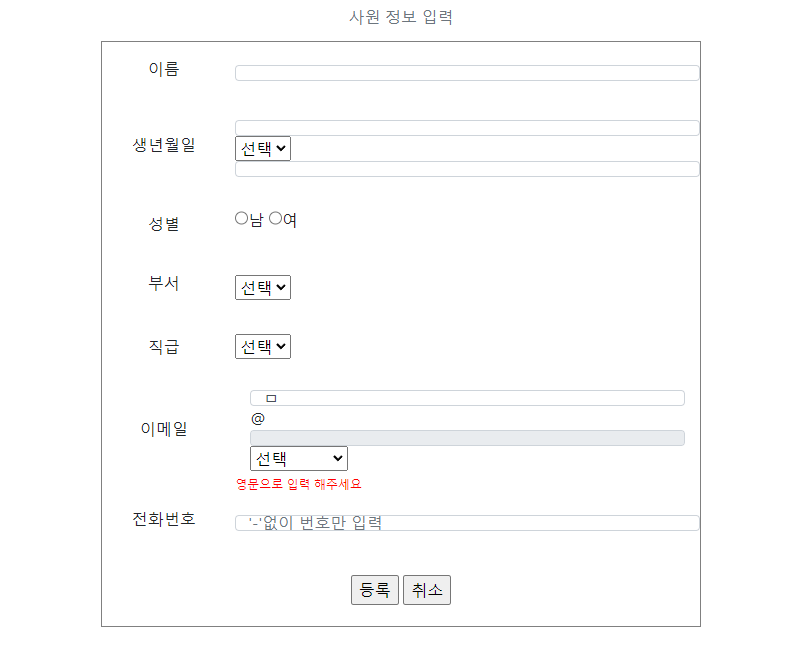 사원 정보 입력
이름
생년월일
선택
성별
남 여
부서
선택
직급
선택
이메일
ㅁ
@
선택
영문으로 입력 해주세요
전화번호
'-'없이 번호만 입력
등록 취소